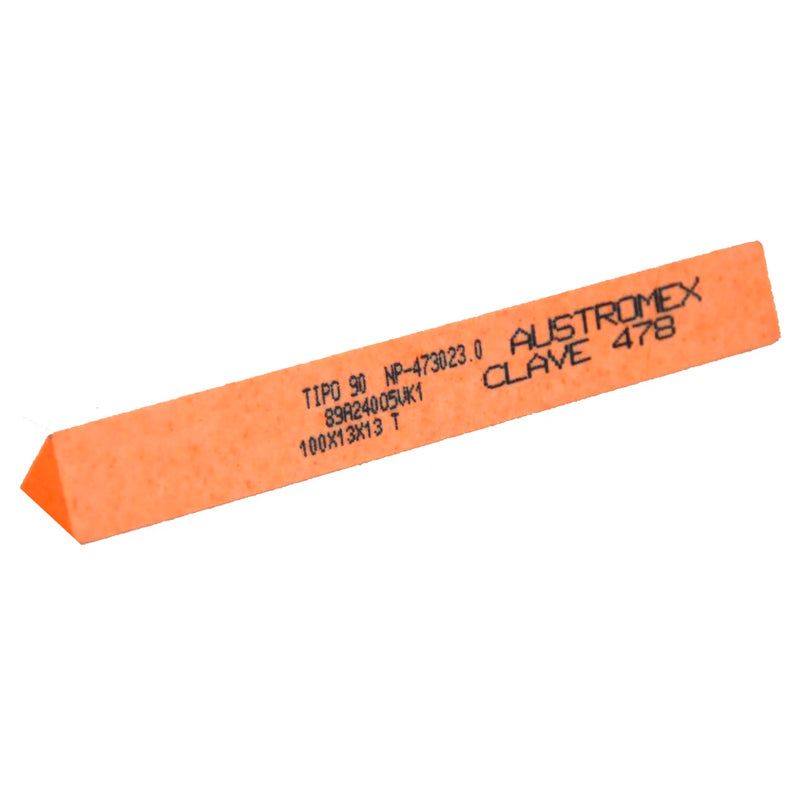 TIPO 90 NP-473023.0
89A24005VK1
100X13X13 T
AUSTROMEX
CLAVE 478